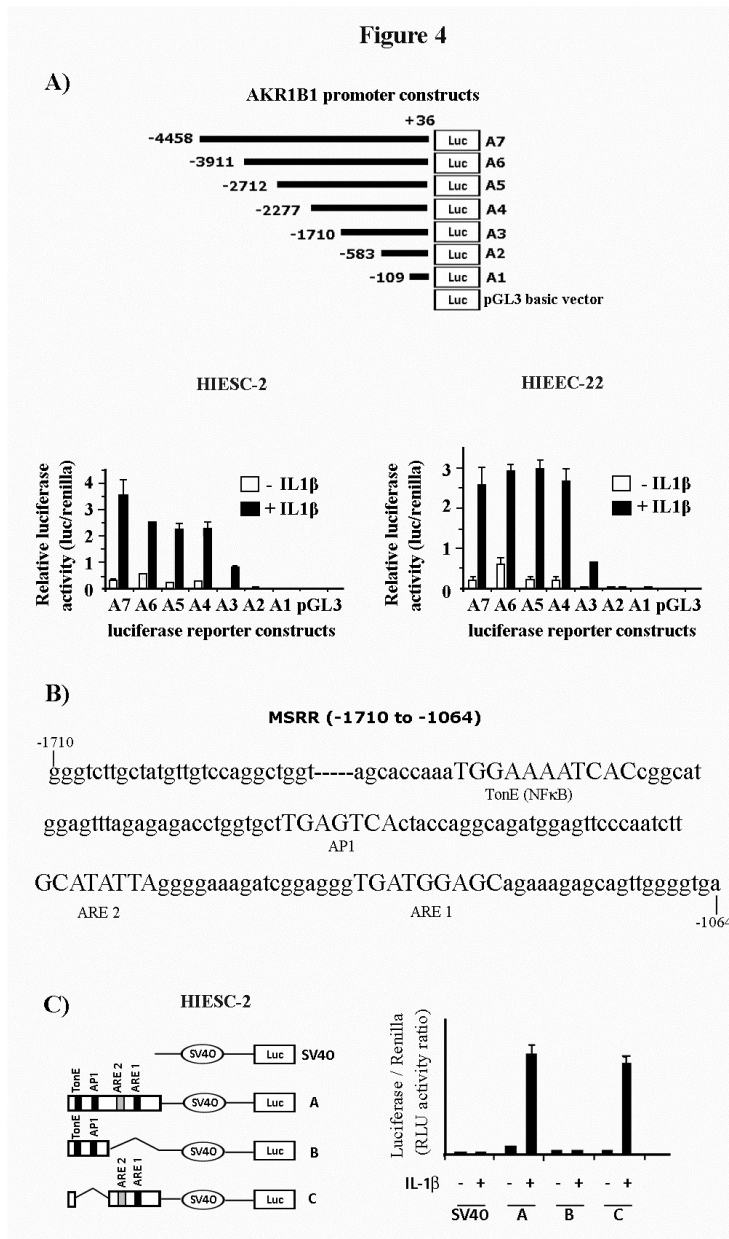 Figure 4
A)
AKR1B1 promoter constructs
+36
-4458 Luc A7
-3911 Luc A6
-2712 Luc A5
-2277 Luc A4
-1710 Luc A3
-583 Luc A2
-109 Luc A1
Luc pGL3 basic vector
HIESC-2
Relative luciferase
activity (luc/renilla)
4
3
2
1
0
- IL1β
+ IL1β
A7 A6 A5 A4 A3 A2 A1 pGL3
luciferase reporter constructs
HIEEC-22
Relative luciferase
activity (luc/renilla)
3
2
1
0
- IL1β
+ IL1β
A7 A6 A5 A4 A3 A2 A1 pGL3
luciferase reporter constructs
B)
MSRR (-1710 to -1064)
-1710
gggtcttgctatgttgtccaggctggt-----agcaccaaaTGGAAAATCACcggcat
TonE (NFκB)
ggagtttagagagacctggtgctTGAGTCActaccaggcagatggagttcccaatctt
AP1
GCATATTAggggaaagatcggagggTGATGGAGCagaaagagcagttggggtga
ARE 2 ARE 1
-1064
C)
HIESC-2
SV40 Luc SV40
TonE AP1 ARE 2 ARE 1
SV40 Luc A
TonE AP1
SV40 Luc B
ARE 2 ARE 1
SV40 Luc C
Luciferase / Renilla
(RLU activity ratio)
IL-1β - + - + - + - +
SV40 A B C